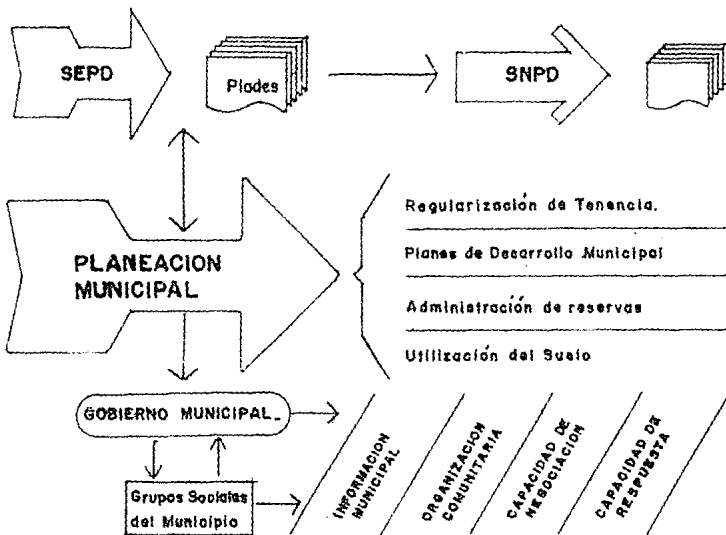 SEPD
Plades
SNPD
PLANEACION
MUNICIPAL
Regularización de Tenencia.
Planes de Desarrollo Municipal
Administración de reservas
Utilización del Suelo
GOBIERNO MUNICIPAL
Grupos Sociales
del Municipio
INFORMACION
MUNICIPAL
ORGANIZACION
COMUNITARIA
CAPACIDAD DE
NEGOCIACION
CAPACIDAD DE
RESPUESTA